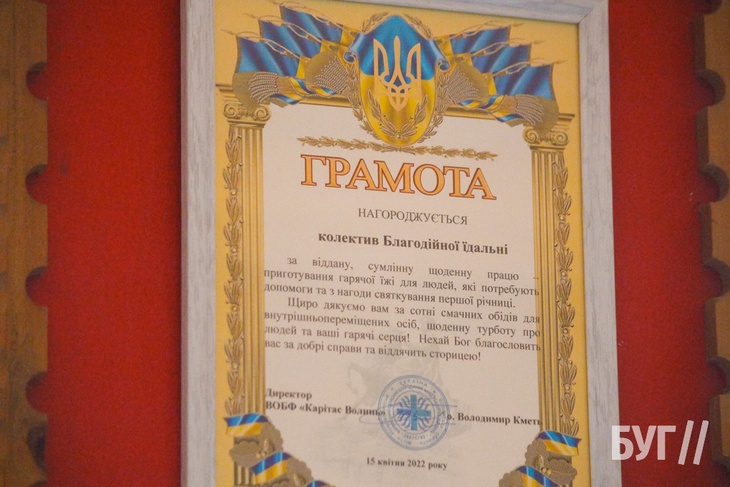 ГРАМОТА
НАГОРОДЖУЄТЬСЯ
колектив Благодійної їдальні
за віддану, сумлінну щоденну працю –
приготування гарячої їжі для людей, які потребують
допомоги та з нагоди святкування першої річниці.
Щиро дякуємо вам за сотні смачних обідів для
внутрішньопереміщених осіб, щоденну турботу про
людей та ваші гарячі серця! Нехай Бог благословить
вас за добрі справи та віддячить сторицею!
Директор
ВОБФ «Карітас Волинь» о. Володимир Кметь
15 квітня 2022 року
БУГ//